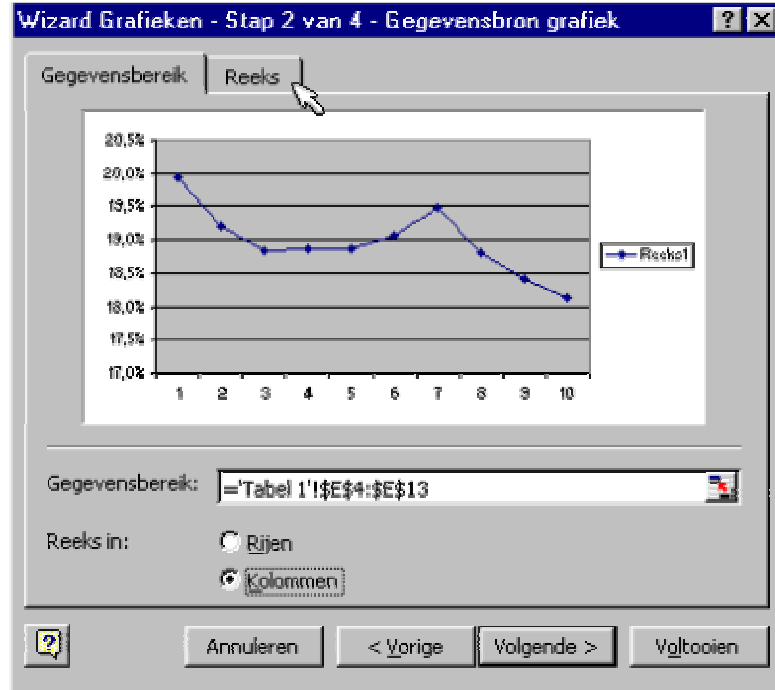 Wizard Grafieken - Stap 2 van 4 - Gegevensbron grafiek
Gegevensbereik Reeks
20,5%
20,0%
19,5%
19,0%
18,5%
18,0%
17,5%
17,0%
Reeks1
1 2 3 4 5 6 7 8 9 10
Gegevensbereik: ='Tabel 1'!$E$4:$E$13
Reeks in: Rijen
Kolommen
Annuleren < Vorige Volgende > Voltooien